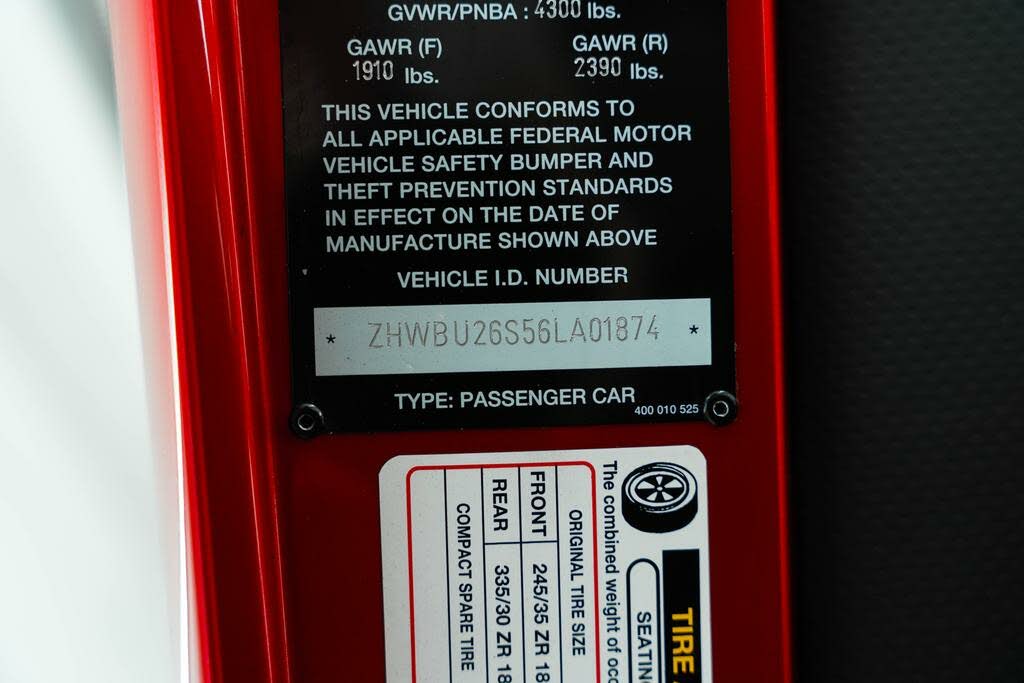 GVWR/PNBA : 4300 lbs.
GAWR (F) GAWR (R)
1910 lbs. 2390 lbs.
THIS VEHICLE CONFORMS TO
ALL APPLICABLE FEDERAL MOTOR
VEHICLE SAFETY BUMPER AND
THEFT PREVENTION STANDARDS
IN EFFECT ON THE DATE OF
MANUFACTURE SHOWN ABOVE
VEHICLE I.D. NUMBER
* ZHWBU26S56LA01874 *
TYPE: PASSENGER CAR
400 010 525
TIRE
SEATING
The combined weight of occ
ORIGINAL TIRE SIZE
FRONT 245/35 ZR 18
REAR 335/30 ZR 18
COMPACT SPARE TIRE